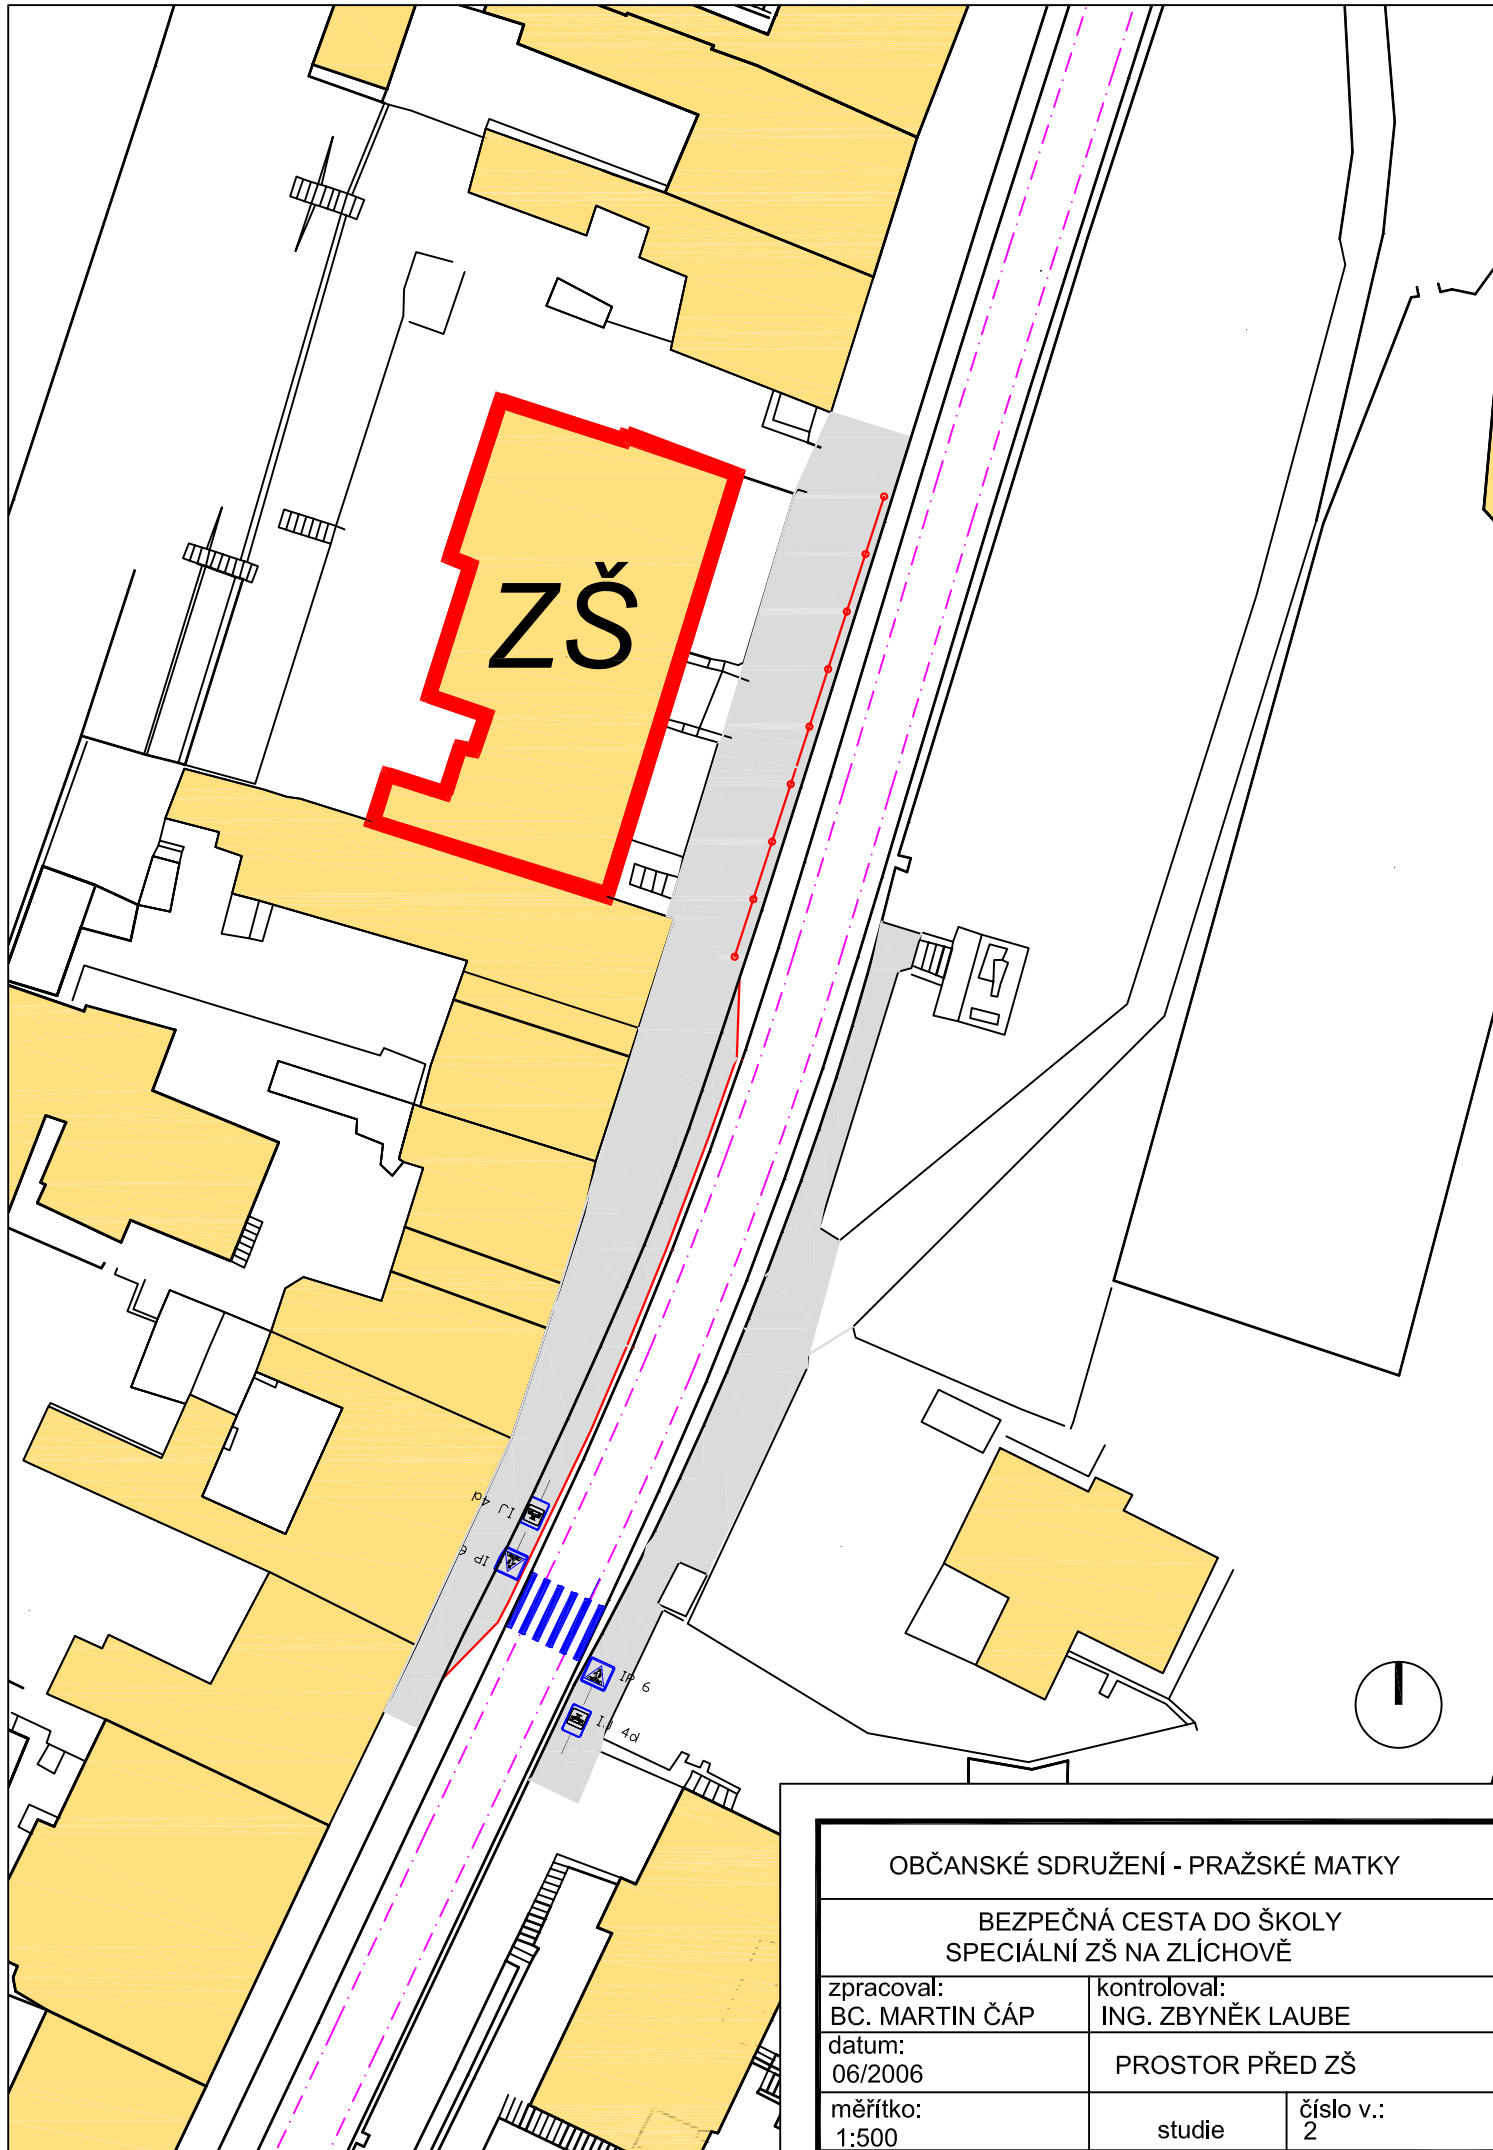 ZŠ
IJ 4d
IP 6
IP 6
IJ 4d
OBČANSKÉ SDRUŽENÍ - PRAŽSKÉ MATKY
BEZPEČNÁ CESTA DO ŠKOLY
SPECIÁLNÍ ZŠ NA ZLÍCHOVĚ
zpracoval:
BC. MARTIN ČÁP
kontroloval:
ING. ZBYNĚK LAUBE
datum:
06/2006
PROSTOR PŘED ZŠ
měřítko:
1:500
studie
číslo v.:
2